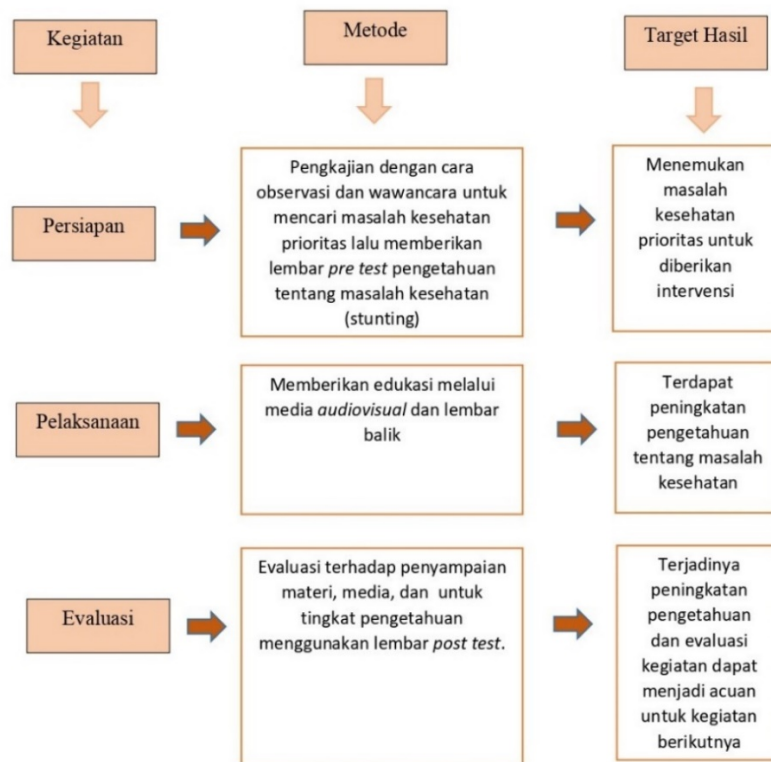 Kegiatan
Metode
Target Hasil
Persiapan
Pengkajian dengan cara
observasi dan wawancara untuk
mencari masalah kesehatan
prioritas lalu memberikan
lembar pre test pengetahuan
tentang masalah kesehatan
(stunting)
Menemukan
masalah
kesehatan
prioritas untuk
diberikan
intervensi
Pelaksanaan
Memberikan edukasi melalui
media audiovisual dan lembar
balik
Terdapat
peningkatan
pengetahuan
tentang masalah
kesehatan
Evaluasi
Evaluasi terhadap penyampaian
materi, media, dan untuk
tingkat pengetahuan
menggunakan lembar post test.
Terjadinya
peningkatan
pengetahuan
dan evaluasi
kegiatan dapat
menjadi acuan
untuk kegiatan
berikutnya